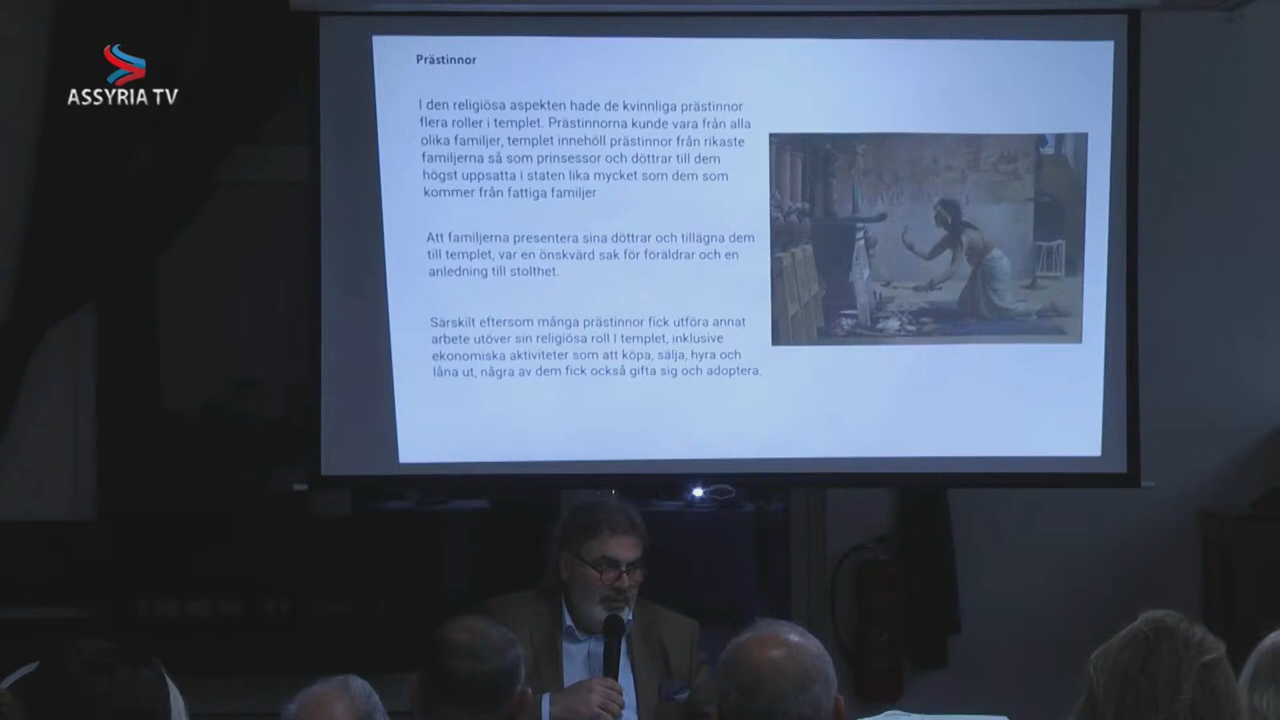 ASSYRIA TV
Prästinnor
I den religiösa aspekten hade de kvinnliga prästinnor
flera roller i templet. Prästinnorna kunde vara från alla
olika familjer, templet innehöll prästinnor från rikaste
familjerna så som prinsessor och döttrar till dem
högst uppsatta i staten lika mycket som dem som
kommer från fattiga familjer
Att familjerna presentera sina döttrar och tillägna dem
till templet, var en önskvärd sak för föräldrar och en
anledning till stolthet.
Särskilt eftersom många prästinnor fick utföra annat
arbete utöver sin religiösa roll I templet, inklusive
ekonomiska aktiviteter som att köpa, sälja, hyra och
låna ut, några av dem fick också gifta sig och adoptera.